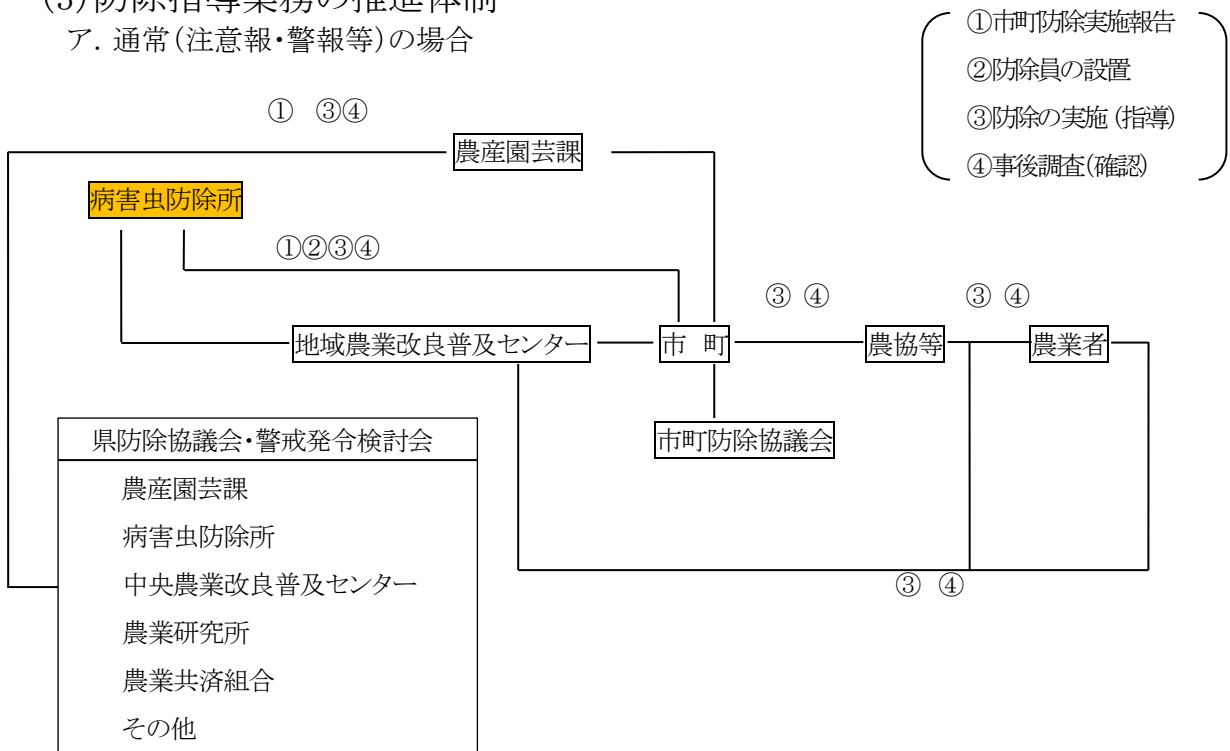 (3)防除指導業務の推進体制
ア．通常(注意報・警報等)の場合
①市町防除実施報告
②防除員の設置
③防除の実施(指導)
④事後調査(確認)
① ③④
農産園芸課
病害虫防除所
①②③④
③ ④
③ ④
地域農業改良普及センター
市 町
農協等
農業者
市町防除協議会
県防除協議会・警戒発令検討会
農産園芸課
病害虫防除所
中央農業改良普及センター
農業研究所
農業共済組合
その他
③ ④